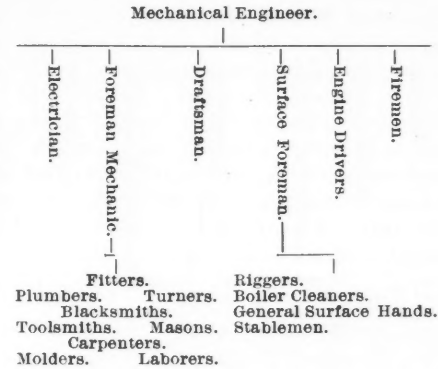 Mechanical Engineer.
Electrician.
Foreman Mechanic.
Draftsman.
Surface Foreman.
Engine Drivers.
Firemen.
Fitters.
Plumbers. Turners.
Blacksmiths.
Toolsmiths. Masons.
Carpenters.
Molders. Laborers.
Riggers.
Boiler Cleaners.
General Surface Hands.
Stablemen.